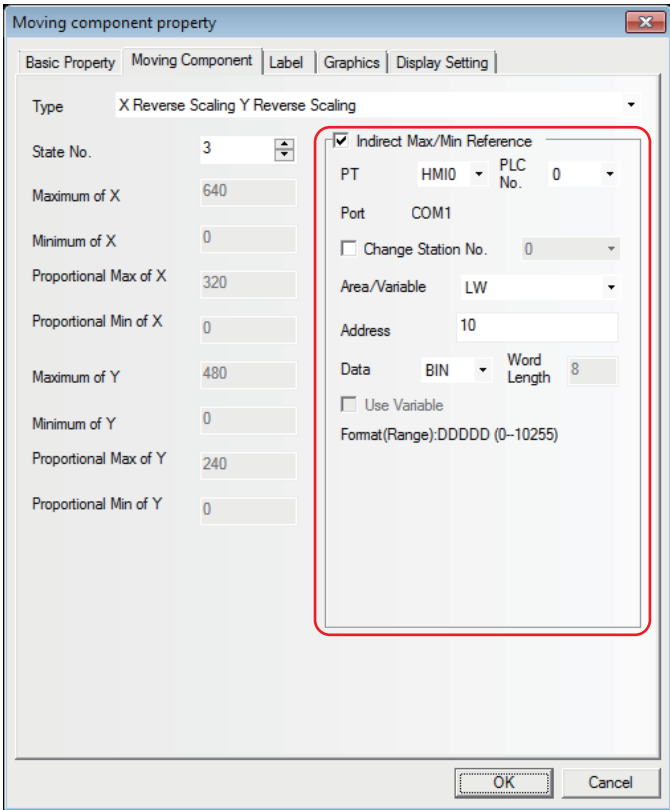 Moving component property
Basic Property Moving Component Label Graphics Display Setting
Type X Reverse Scaling Y Reverse Scaling
State No. 3
Maximum of X 640
Minimum of X 0
Proportional Max of X 320
Proportional Min of X 0
Maximum of Y 480
Minimum of Y 0
Proportional Max of Y 240
Proportional Min of Y 0
Indirect Max/Min Reference
PT HMI0 PLC No. 0
Port COM1
Change Station No. 0
Area/Variable LW
Address 10
Data BIN Word Length 8
Use Variable
Format(Range):DDDDD (0--10255)
OK Cancel